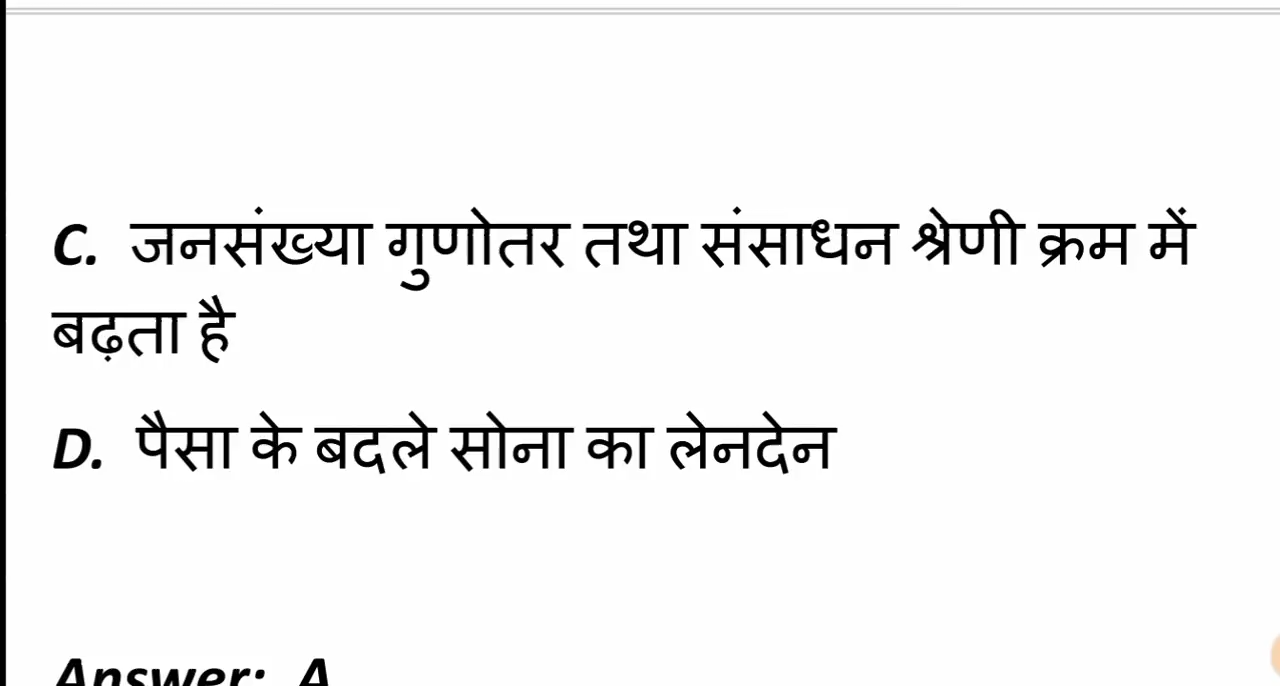 C. जनसंख्या गुणोतर तथा संसाधन श्रेणी क्रम में
बढ़ता है
D. पैसा के बदले सोना का लेनदेन
Answer: A